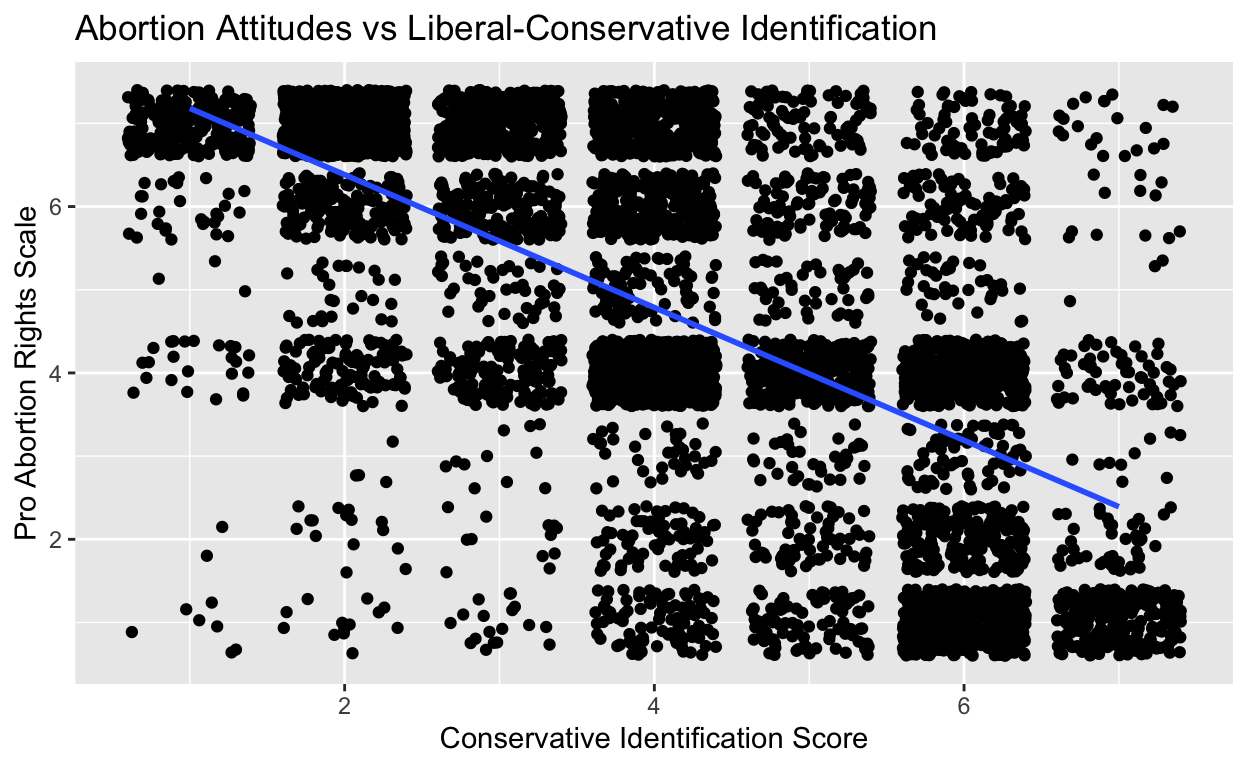 Abortion Attitudes vs Liberal-Conservative Identification
Pro Abortion Rights Scale
6
4
2
2
4
6
Conservative Identification Score